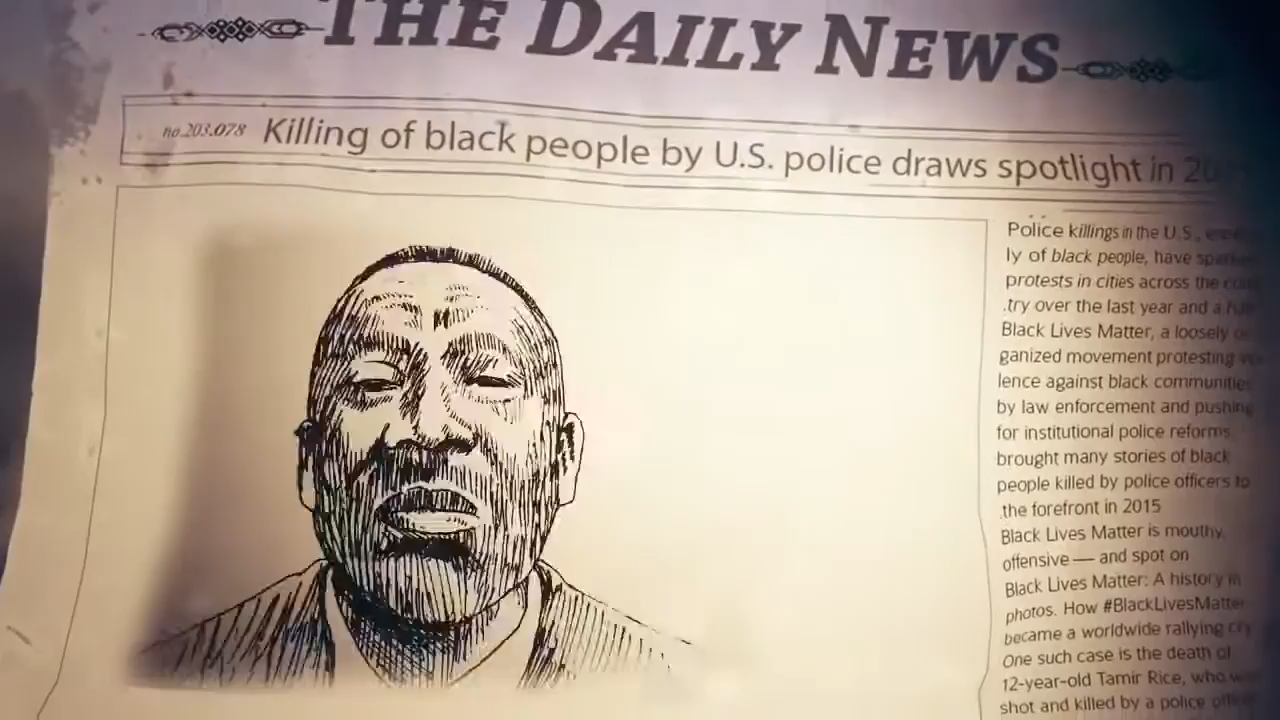 THE DAILY NEWS
no.203.078 Killing of black people by U.S. police draws spotlight in
Police killings in the U.S.,
ly of black people, have
protests in cities across the
.try over the last year and a
Black Lives Matter, a loosely
ganized movement protesting
lence against black communities
by law enforcement and pushing
for institutional police reforms
brought many stories of black
people killed by police officers to
.the forefront in 2015
Black Lives Matter is mouthy,
offensive — and spot on
Black Lives Matter: A history in
photos. How #BlackLivesMatter
became a worldwide rallying cry
One such case is the death of
12-year-old Tamir Rice, who
shot and killed by a police